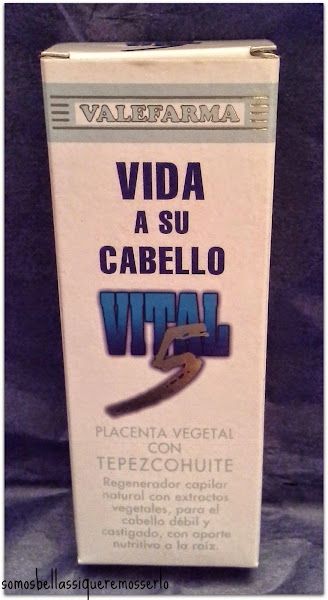 VALEFARMA
VIDA
A SU
CABELLO
VITAL
5
PLACENTA VEGETAL
CON
TEPEZCOHUITE
Regenerador capilar
natural con extractos
vegetales, para el
cabello débil y
castigado, con aporte
nutritivo a la raíz.
somosbellassiqueremosserlo